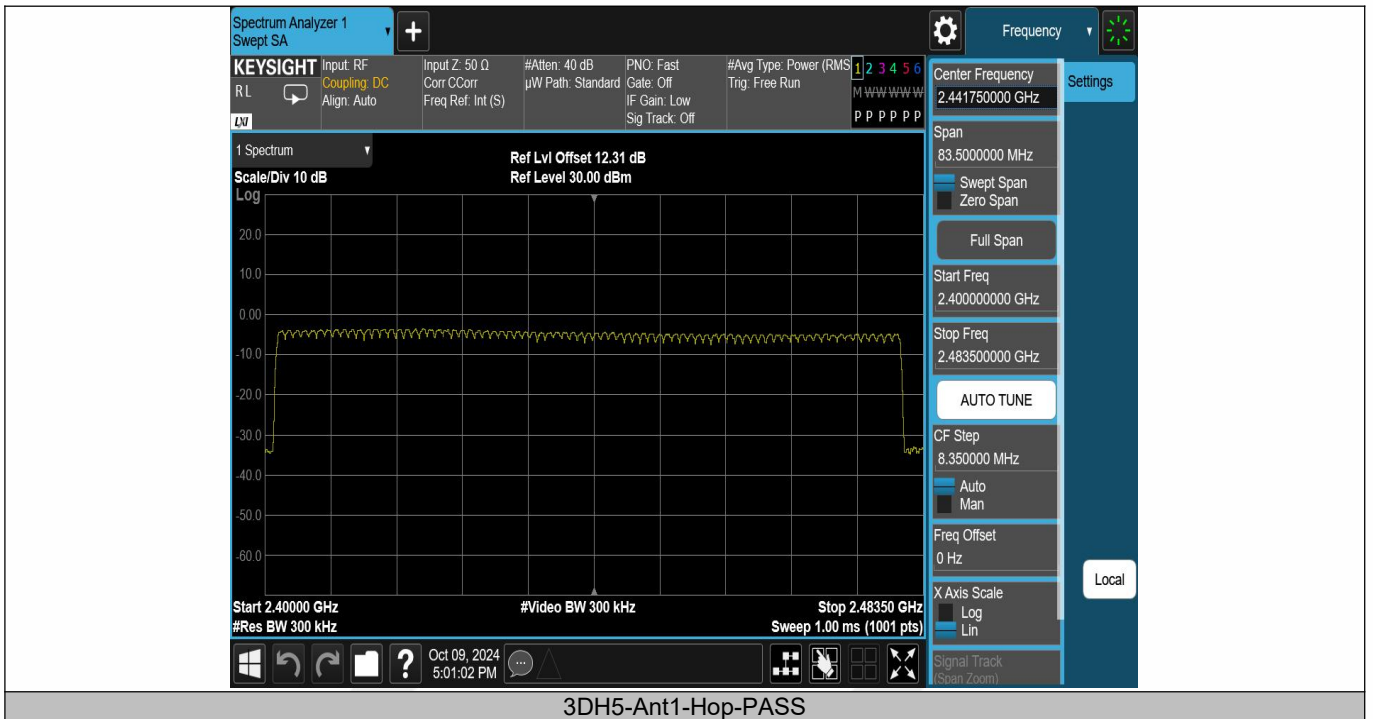 Spectrum Analyzer 1
Swept SA
+
Frequency
KEYSIGHT
RL
LXI
Input: RF
Coupling: DC
Align: Auto
Input Z: 50 Ω
Corr CCorr
Freq Ref: Int (S)
#Atten: 40 dB
µW Path: Standard
PNO: Fast
Gate: Off
IF Gain: Low
Sig Track: Off
#Avg Type: Power (RMS
Trig: Free Run
1 2 3 4 5 6
M W W W W W
P P P P P P
1 Spectrum
Scale/Div 10 dB
Ref Lvl Offset 12.31 dB
Ref Level 30.00 dBm
Log
20.0
10.0
0.00
-10.0
-20.0
-30.0
-40.0
-50.0
-60.0
Start 2.40000 GHz
#Video BW 300 kHz
Stop 2.48350 GHz
#Res BW 300 kHz
Sweep 1.00 ms (1001 pts)
Center Frequency
2.441750000 GHz
Settings
Span
83.5000000 MHz
Swept Span
Zero Span
Full Span
Start Freq
2.400000000 GHz
Stop Freq
2.483500000 GHz
AUTO TUNE
CF Step
8.350000 MHz
Auto
Man
Freq Offset
0 Hz
X Axis Scale
Log
Lin
Local
Signal Track
(Span Zoom)
?
Oct 09, 2024
5:01:02 PM
3DH5-Ant1-Hop-PASS